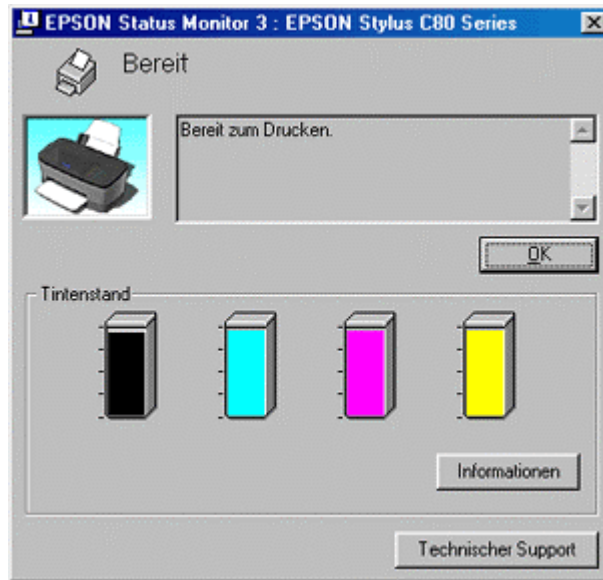 EPSON Status Monitor 3 : EPSON Stylus C80 Series
Bereit
Bereit zum Drucken.
OK
Tintenstand
Informationen
Technischer Support